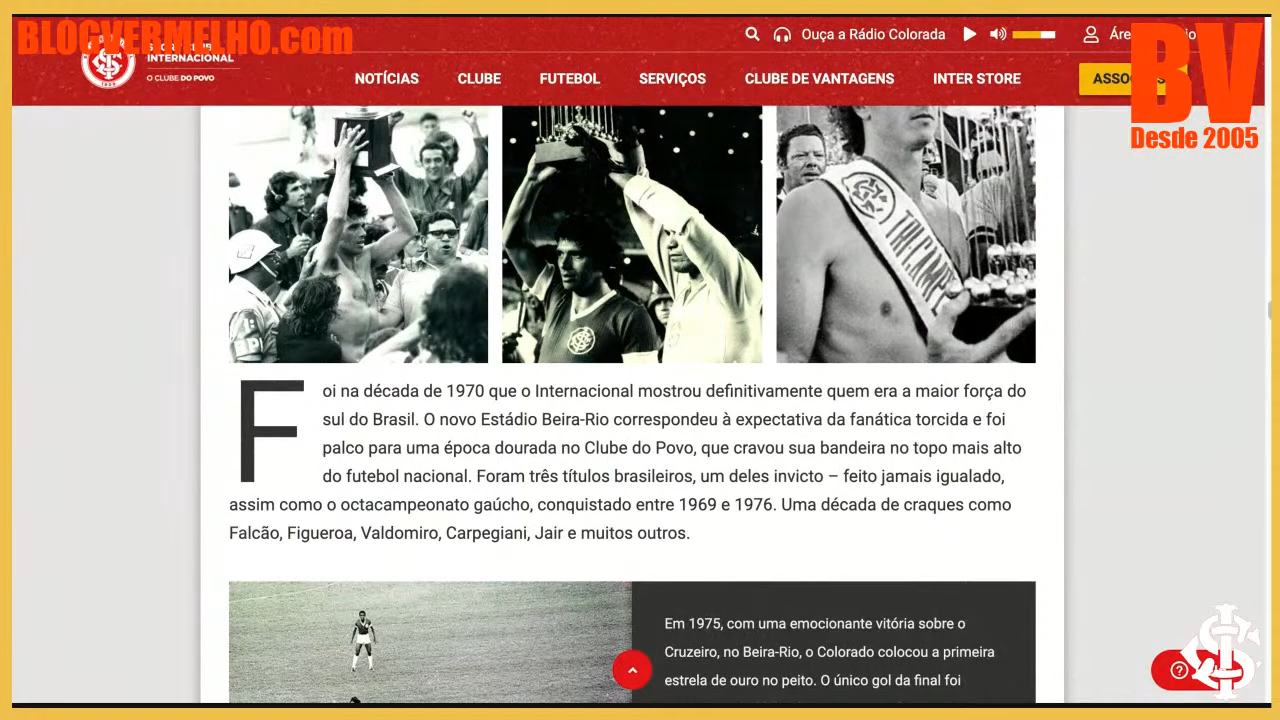 BLOGVERMELHO.com
INTERNACIONAL
O CLUBE DO POVO
1909
Ouça a Rádio Colorada
BV
Desde 2005
NOTÍCIAS CLUBE FUTEBOL SERVIÇOS CLUBE DE VANTAGENS INTER STORE
Foi na década de 1970 que o Internacional mostrou definitivamente quem era a maior força do
sul do Brasil. O novo Estádio Beira-Rio correspondeu à expectativa da fanática torcida e foi
palco para uma época dourada no Clube do Povo, que cravou sua bandeira no topo mais alto
do futebol nacional. Foram três títulos brasileiros, um deles invicto – feito jamais igualado,
assim como o octacampeonato gaúcho, conquistado entre 1969 e 1976. Uma década de craques como
Falcão, Figueroa, Valdomiro, Carpegiani, Jair e muitos outros.
Em 1975, com uma emocionante vitória sobre o
Cruzeiro, no Beira-Rio, o Colorado colocou a primeira
estrela de ouro no peito. O único gol da final foi